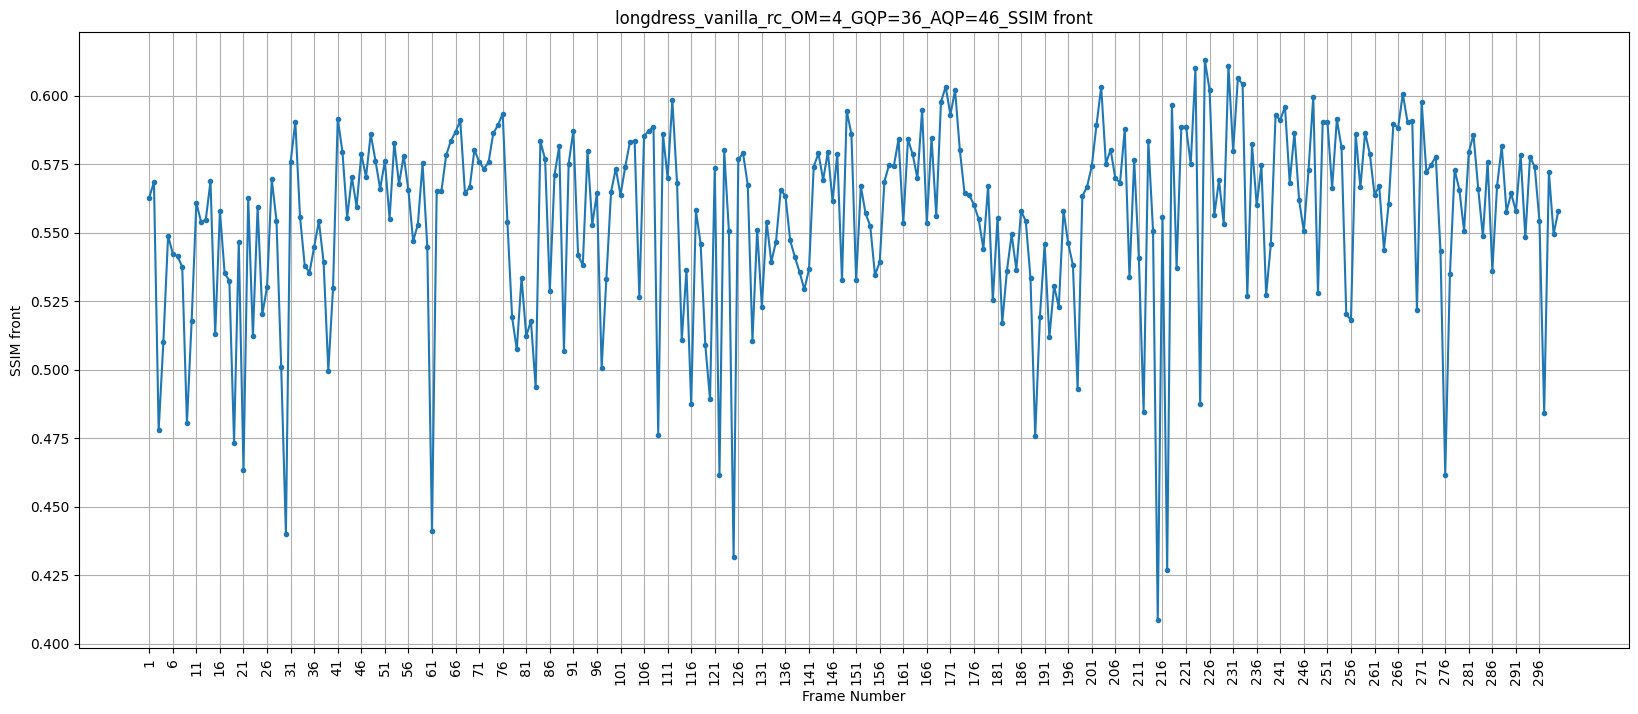 longdress_vanilla_rc_OM=4_GQP=36_AQP=46_SSIM front
SSIM front
0.600
0.575
0.550
0.525
0.500
0.475
0.450
0.425
0.400
1 6 11 16 21 26 31 36 41 46 51 56 61 66 71 76 81 86 91 96 101 106 111 116 121 126 131 136 141 146 151 156 161 166 171 176 181 186 191 196 201 206 211 216 221 226 231 236 241 246 251 256 261 266 271 276 281 286 291 296
Frame Number